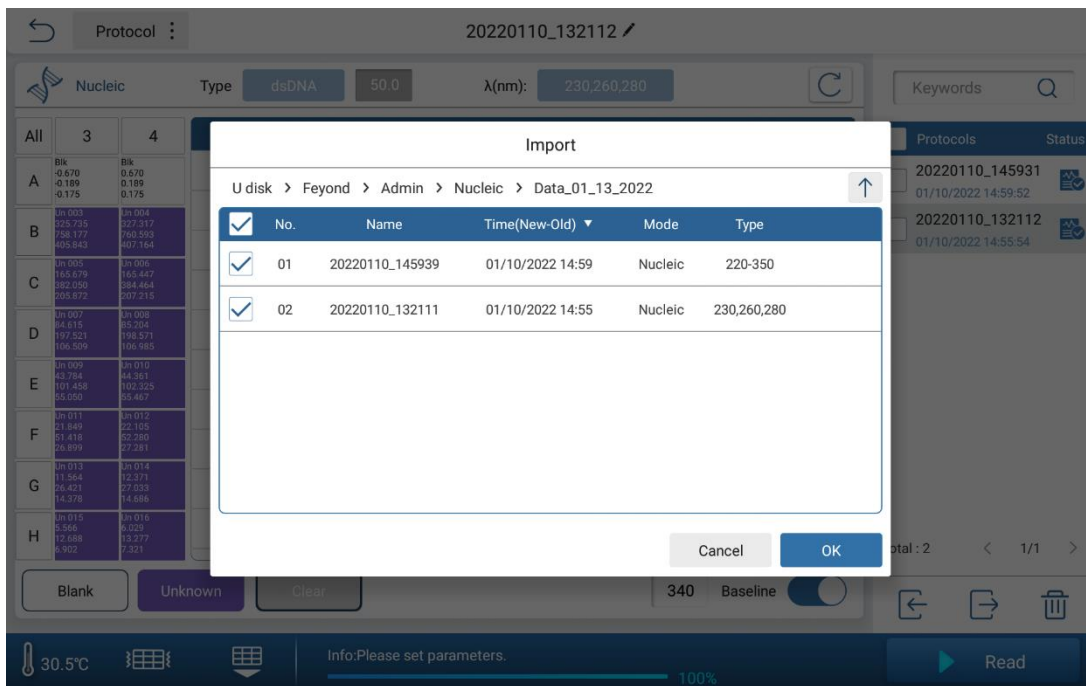 Protocol
20220110_132112
Nucleic Type dsDNA 50.0 λ(nm): 230,260,280
Keywords
All 3 4
Protocols Status
A
Blk
-0.670
-0.189
-0.175
Blk
0.670
0.189
0.175
B
Un 003
325.735
758.177
405.843
Un 004
327.317
760.593
407.164
C
Un 005
165.679
382.050
205.872
Un 006
165.447
384.464
207.215
D
Un 007
84.615
197.521
106.509
Un 008
85.204
198.571
106.985
E
Un 009
43.784
101.458
55.050
Un 010
44.361
102.325
55.467
F
Un 011
21.849
51.418
26.899
Un 012
22.105
52.280
27.281
G
Un 013
11.564
26.421
14.378
Un 014
12.371
27.033
14.686
H
Un 015
5.566
12.688
6.902
Un 016
6.029
13.277
7.321
Import
U disk > Feyond > Admin > Nucleic > Data_01_13_2022
No. Name Time(New-Old) ▼ Mode Type
01 20220110_145939 01/10/2022 14:59 Nucleic 220-350
02 20220110_132111 01/10/2022 14:55 Nucleic 230,260,280
Cancel OK
20220110_145931
01/10/2022 14:59:52
20220110_132112
01/10/2022 14:55:54
otal : 2 < 1/1 >
Blank Unknown Clear 340 Baseline
30.5℃ Info:Please set parameters. 100% Read